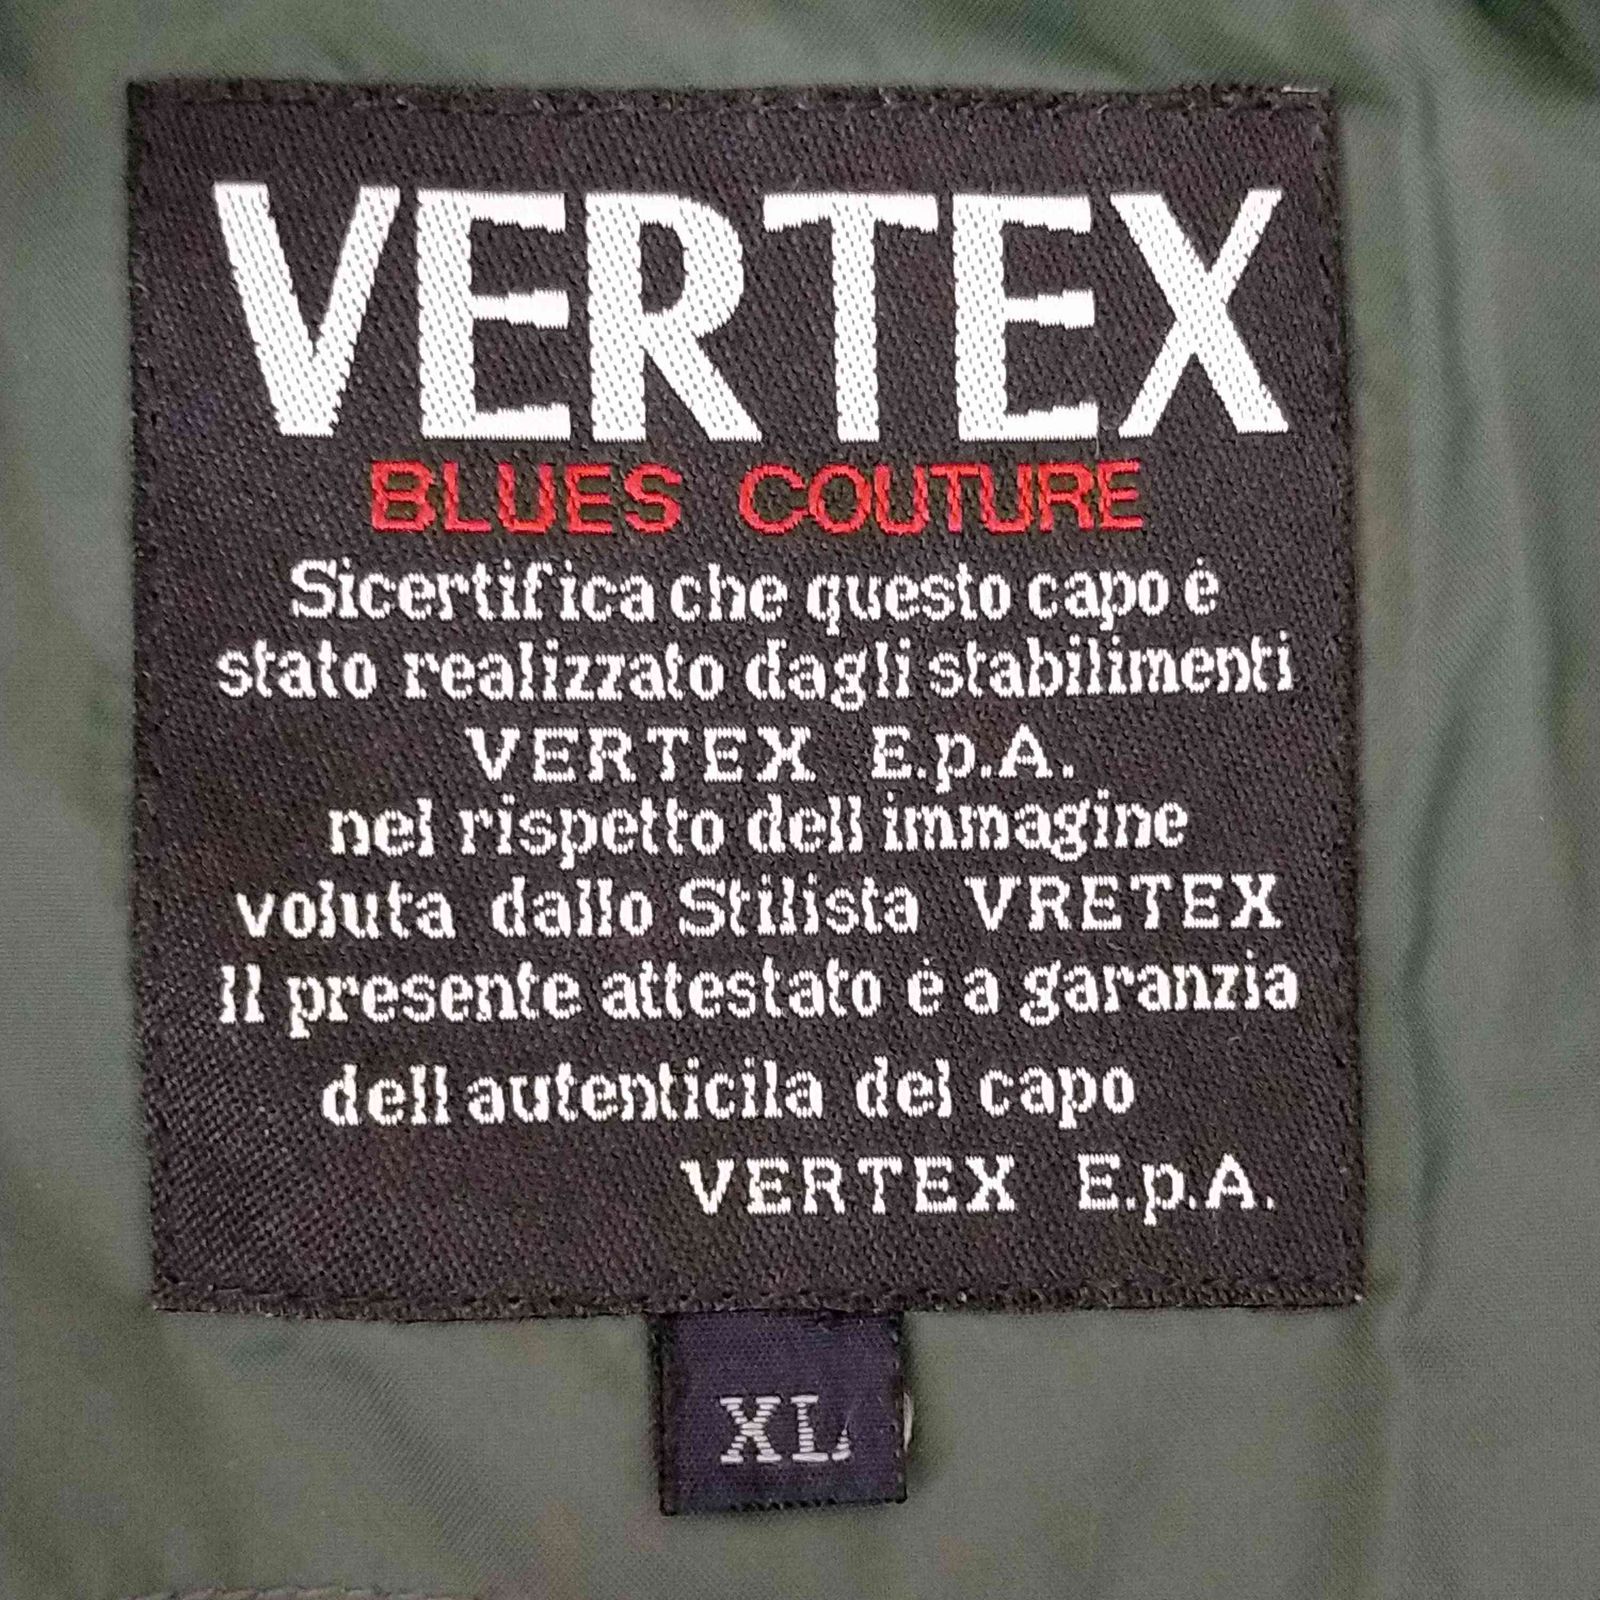 VERTEX
BLUES COUTURE
Sicertifica che questo capo è
stato realizzato dagli stabilimenti
VERTEX E.p.A.
nel rispetto dell immagine
voluta dallo Stilista VRETEX
Il presente attestato è a garanzia
dell autenticila del capo
VERTEX E.p.A.
XL